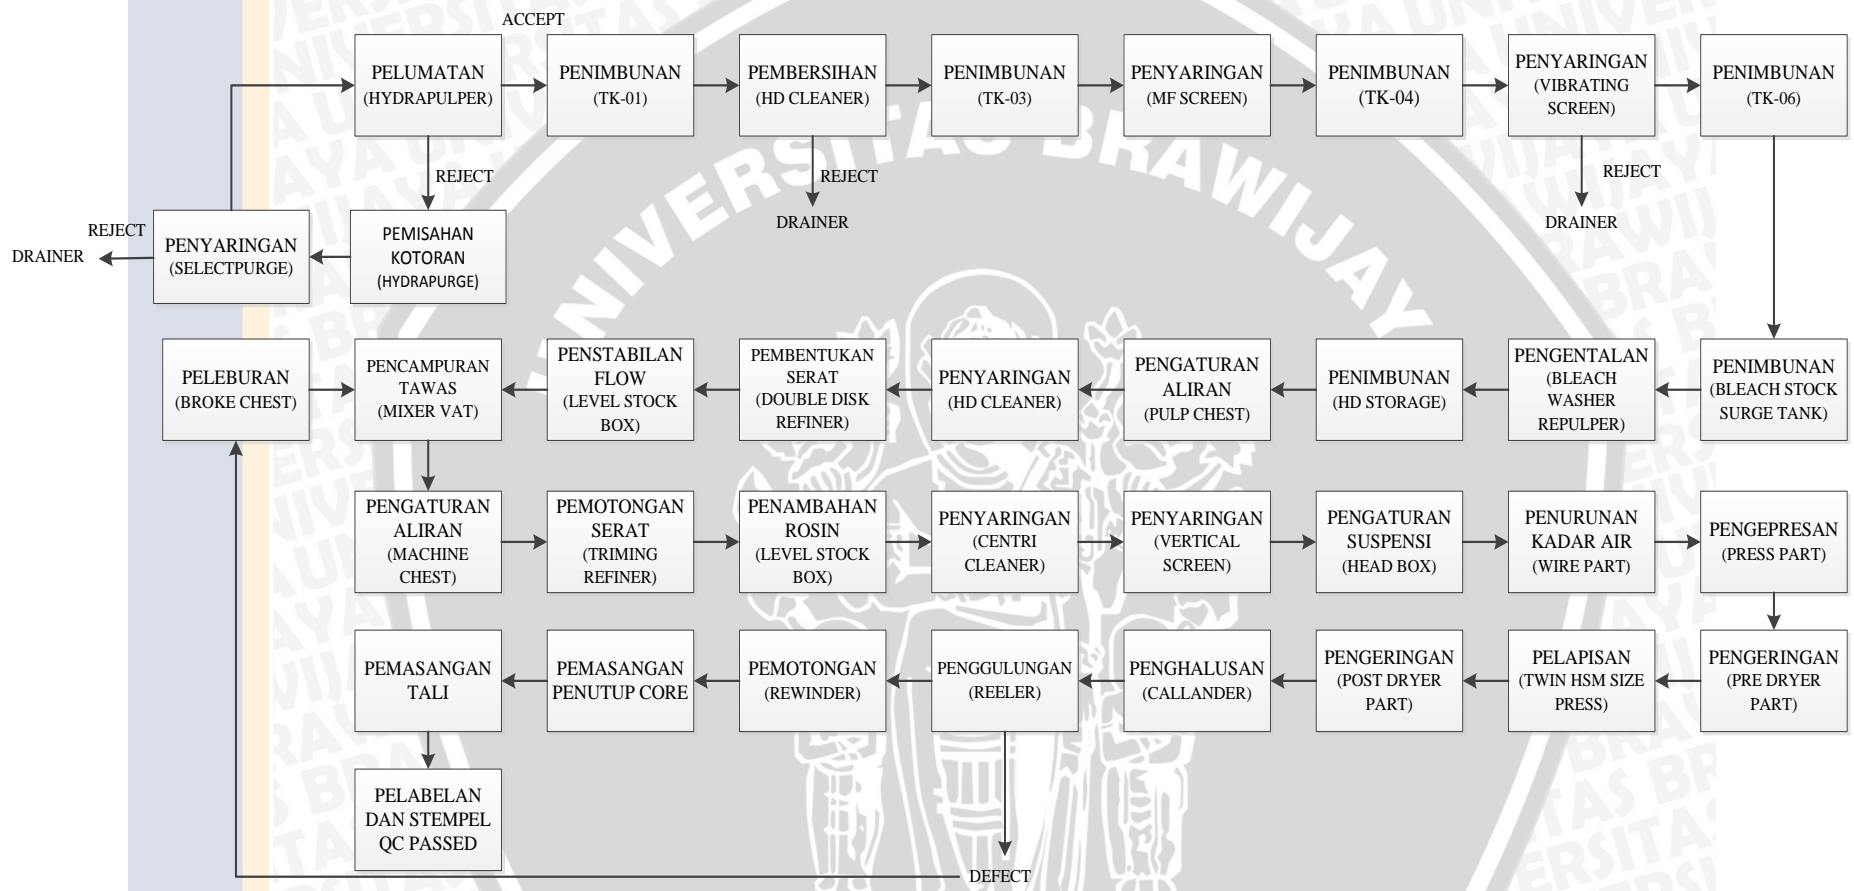 ACCEPT
PELUMATAN
(HYDRAPULPER)
PENIMBUNAN
(TK-01)
PEMBERSIHAN
(HD CLEANER)
PENIMBUNAN
(TK-03)
PENYARINGAN
(MF SCREEN)
PENIMBUNAN
(TK-04)
PENYARINGAN
(VIBRATING
SCREEN)
PENIMBUNAN
(TK-06)
REJECT
REJECT
REJECT
DRAINER
DRAINER
REJECT
DRAINER
PENYARINGAN
(SELECTPURGE)
PEMISAHAN
KOTORAN
(HYDRAPURGE)
PELEBURAN
(BROKE CHEST)
PENCAMPURAN
TAWAS
(MIXER VAT)
PENSTABILAN
FLOW
(LEVEL STOCK
BOX)
PEMBENTUKAN
SERAT
(DOUBLE DISK
REFINER)
PENYARINGAN
(HD CLEANER)
PENGATURAN
ALIRAN
(PULP CHEST)
PENIMBUNAN
(HD STORAGE)
PENGENTALAN
(BLEACH
WASHER
REPULPER)
PENIMBUNAN
(BLEACH STOCK
SURGE TANK)
PENGATURAN
ALIRAN
(MACHINE
CHEST)
PEMOTONGAN
SERAT
(TRIMING
REFINER)
PENAMBAHAN
ROSIN
(LEVEL STOCK
BOX)
PENYARINGAN
(CENTRI
CLEANER)
PENYARINGAN
(VERTICAL
SCREEN)
PENGATURAN
SUSPENSI
(HEAD BOX)
PENURUNAN
KADAR AIR
(WIRE PART)
PENGEPRESAN
(PRESS PART)
PEMASANGAN
TALI
PEMASANGAN
PENUTUP CORE
PEMOTONGAN
(REWINDER)
PENGGULUNGAN
(REELER)
PENGHALUSAN
(CALLANDER)
PENGERINGAN
(POST DRYER
PART)
PELAPISAN
(TWIN HSM SIZE
PRESS)
PENGERINGAN
(PRE DRYER
PART)
PELABELAN
DAN STEMPEL
QC PASSED
DEFECT
UNIVERSITAS BRAWIJAY